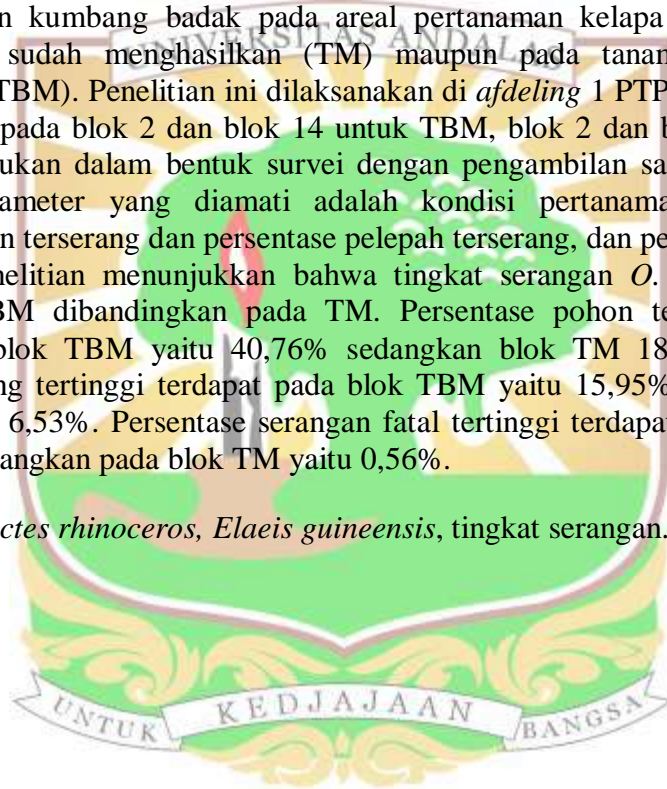 n kumbang badak pada areal pertanaman kelapa
sudah menghasilkan (TM) maupun pada tanam
UNIVERSITAS ANDALAS
TBM). Penelitian ini dilaksanakan di afdeling 1 PTP
pada blok 2 dan blok 14 untuk TBM, blok 2 dan b
ukan dalam bentuk survei dengan pengambilan sa
ameter yang diamati adalah kondisi pertanama
n terserang dan persentase pelepah terserang, dan pe
nelitian menunjukkan bahwa tingkat serangan O.
BM dibandingkan pada TM. Persentase pohon te
blok TBM yaitu 40,76% sedangkan blok TM 18
ng tertinggi terdapat pada blok TBM yaitu 15,95%
6,53%. Persentase serangan fatal tertinggi terdapat
angkan pada blok TM yaitu 0,56%.
ctes rhinoceros, Elaeis guineensis, tingkat serangan.
UNTUK KEDJAJAAN BANGSA